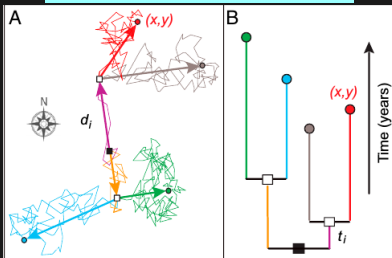 A
(x,y)
N
d_i
B
(x,y)
t_i
Time (years)